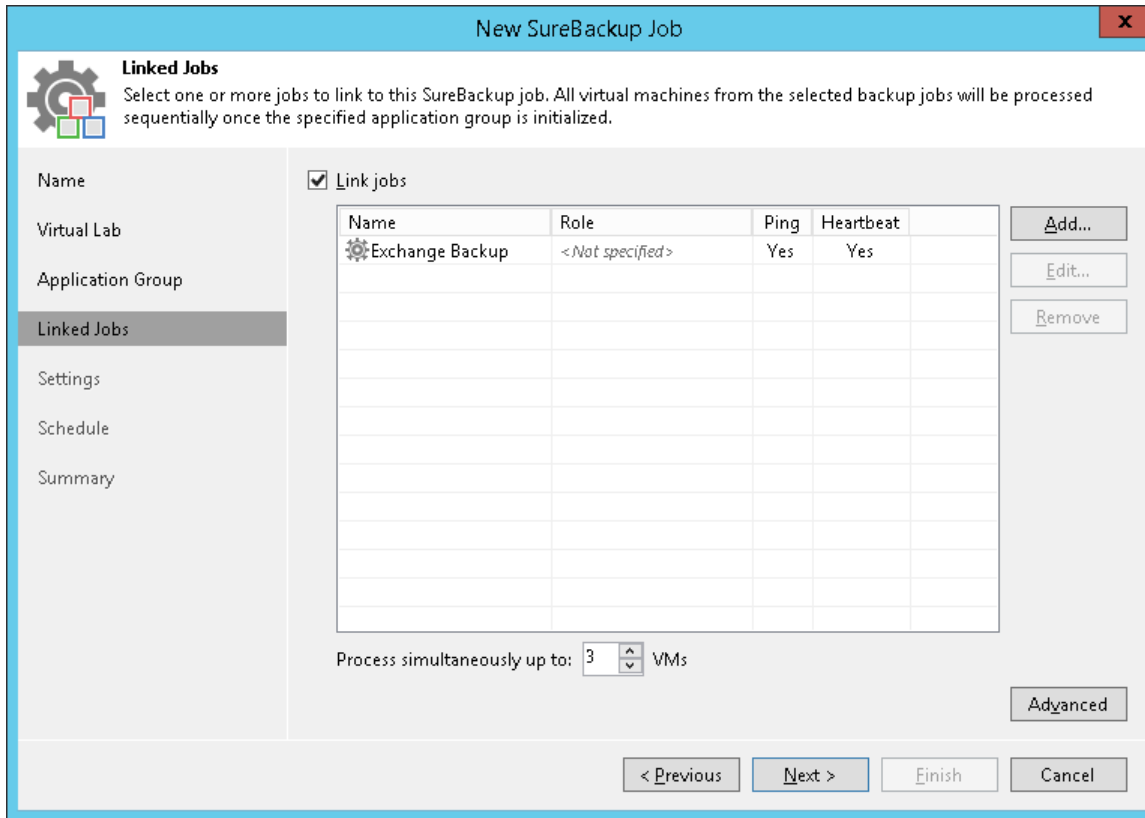 New SureBackup Job
x
Linked Jobs
Select one or more jobs to link to this SureBackup job. All virtual machines from the selected backup jobs will be processed
sequentially once the specified application group is initialized.
Name
Virtual Lab
Application Group
Linked Jobs
Settings
Schedule
Summary
Link jobs
Name Role Ping Heartbeat
Exchange Backup <Not specified> Yes Yes
Add...
Edit...
Remove
Process simultaneously up to: 3 VMs
Advanced
< Previous Next > Finish Cancel